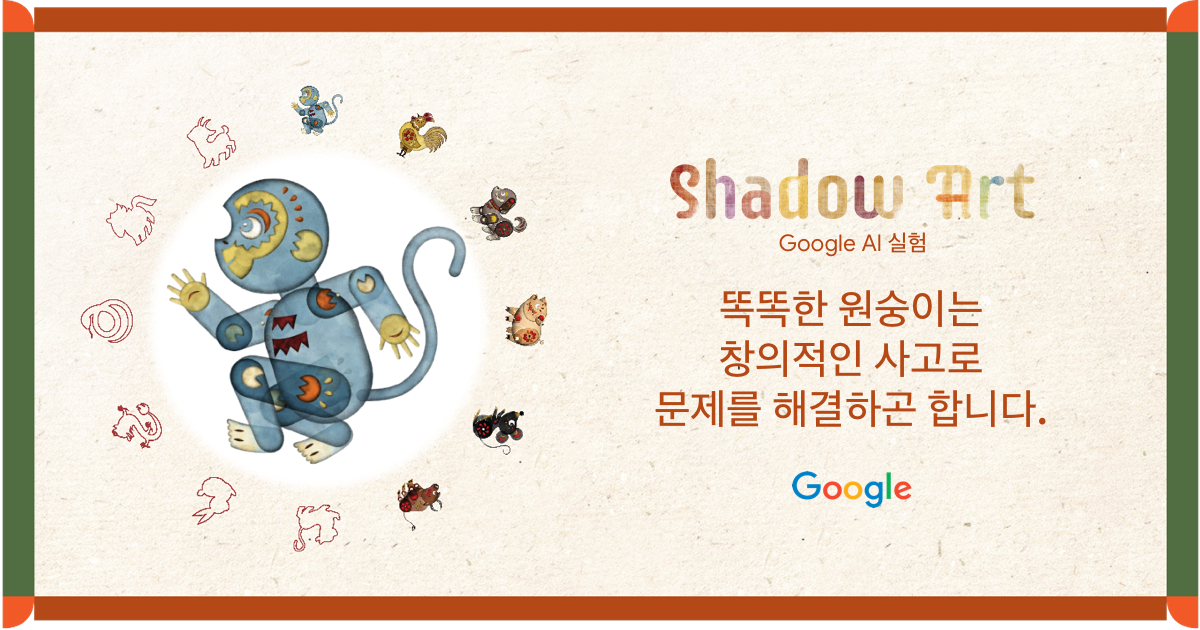 Shadow Art
Google AI 실험
똑똑한 원숭이는
창의적인 사고로
문제를 해결하곤 합니다.
Google